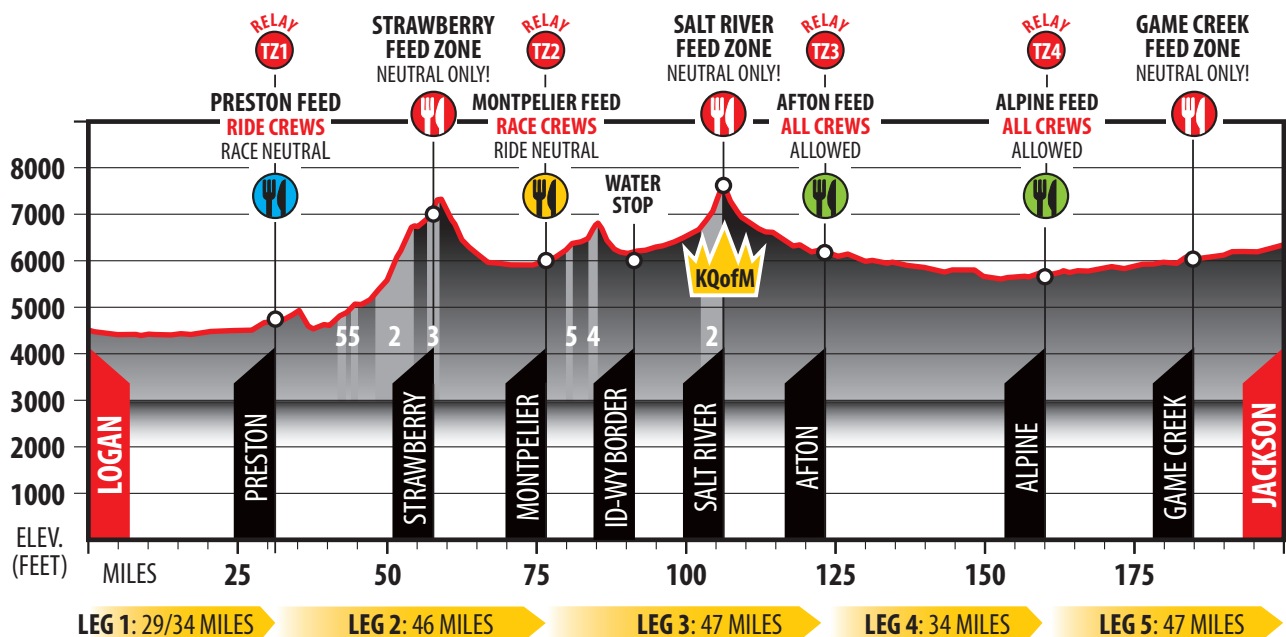 RELAY
TZ1
STRAWBERRY
FEED ZONE
NEUTRAL ONLY!
RELAY
TZ2
SALT RIVER
FEED ZONE
NEUTRAL ONLY!
RELAY
TZ3
RELAY
TZ4
GAME CREEK
FEED ZONE
NEUTRAL ONLY!
PRESTON FEED
RIDE CREWS
RACE NEUTRAL
MONTPELIER FEED
RACE CREWS
RIDE NEUTRAL
AFTON FEED
ALL CREWS
ALLOWED
ALPINE FEED
ALL CREWS
ALLOWED
WATER
STOP
KQofM
8000
7000
6000
5000
4000
3000
2000
1000
ELEV.
(FEET)
5 5 2 3 5 4 2
LOGAN
PRESTON
STRAWBERRY
MONTPELIER
ID-WY BORDER
SALT RIVER
AFTON
ALPINE
GAME CREEK
JACKSON
MILES 25 50 75 100 125 150 175
LEG 1: 29/34 MILES
LEG 2: 46 MILES
LEG 3: 47 MILES
LEG 4: 34 MILES
LEG 5: 47 MILES